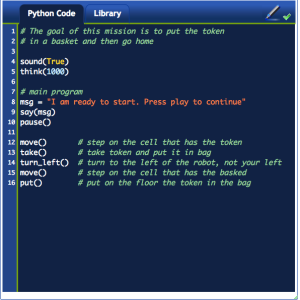 Python Code Library
1 # The goal of this mission is to put the token
2 # in a basket and then go home
3
4 sound(True)
5 think(1000)
6
7 # main program
8 msg = "I am ready to start. Press play to continue"
9 say(msg)
10 pause()
11
12 move() # step on the cell that has the token
13 take() # take token and put it in bag
14 turn_left() # turn to the left of the robot, not your left
15 move() # step on the cell that has the basked
16 put() # put on the floor the token in the bag